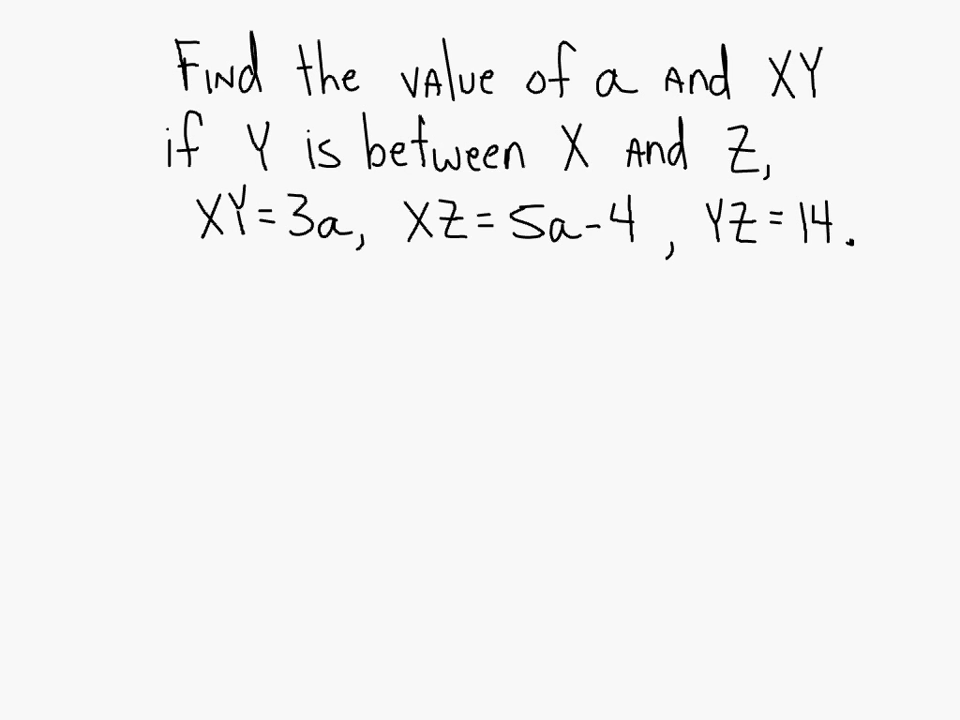 Find the value of a and XY
if Y is between X and Z,
XY=3a, XZ=5a-4, YZ=14.